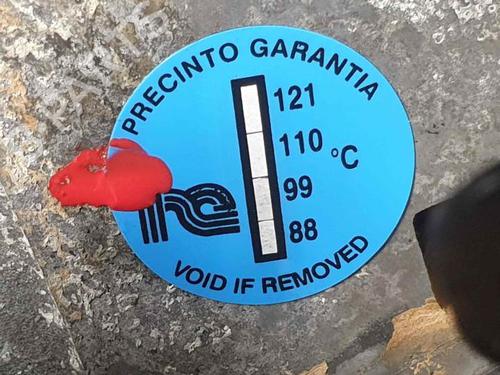 PRECINTO GARANTIA
121
110
°C
99
88
VOID IF REMOVED